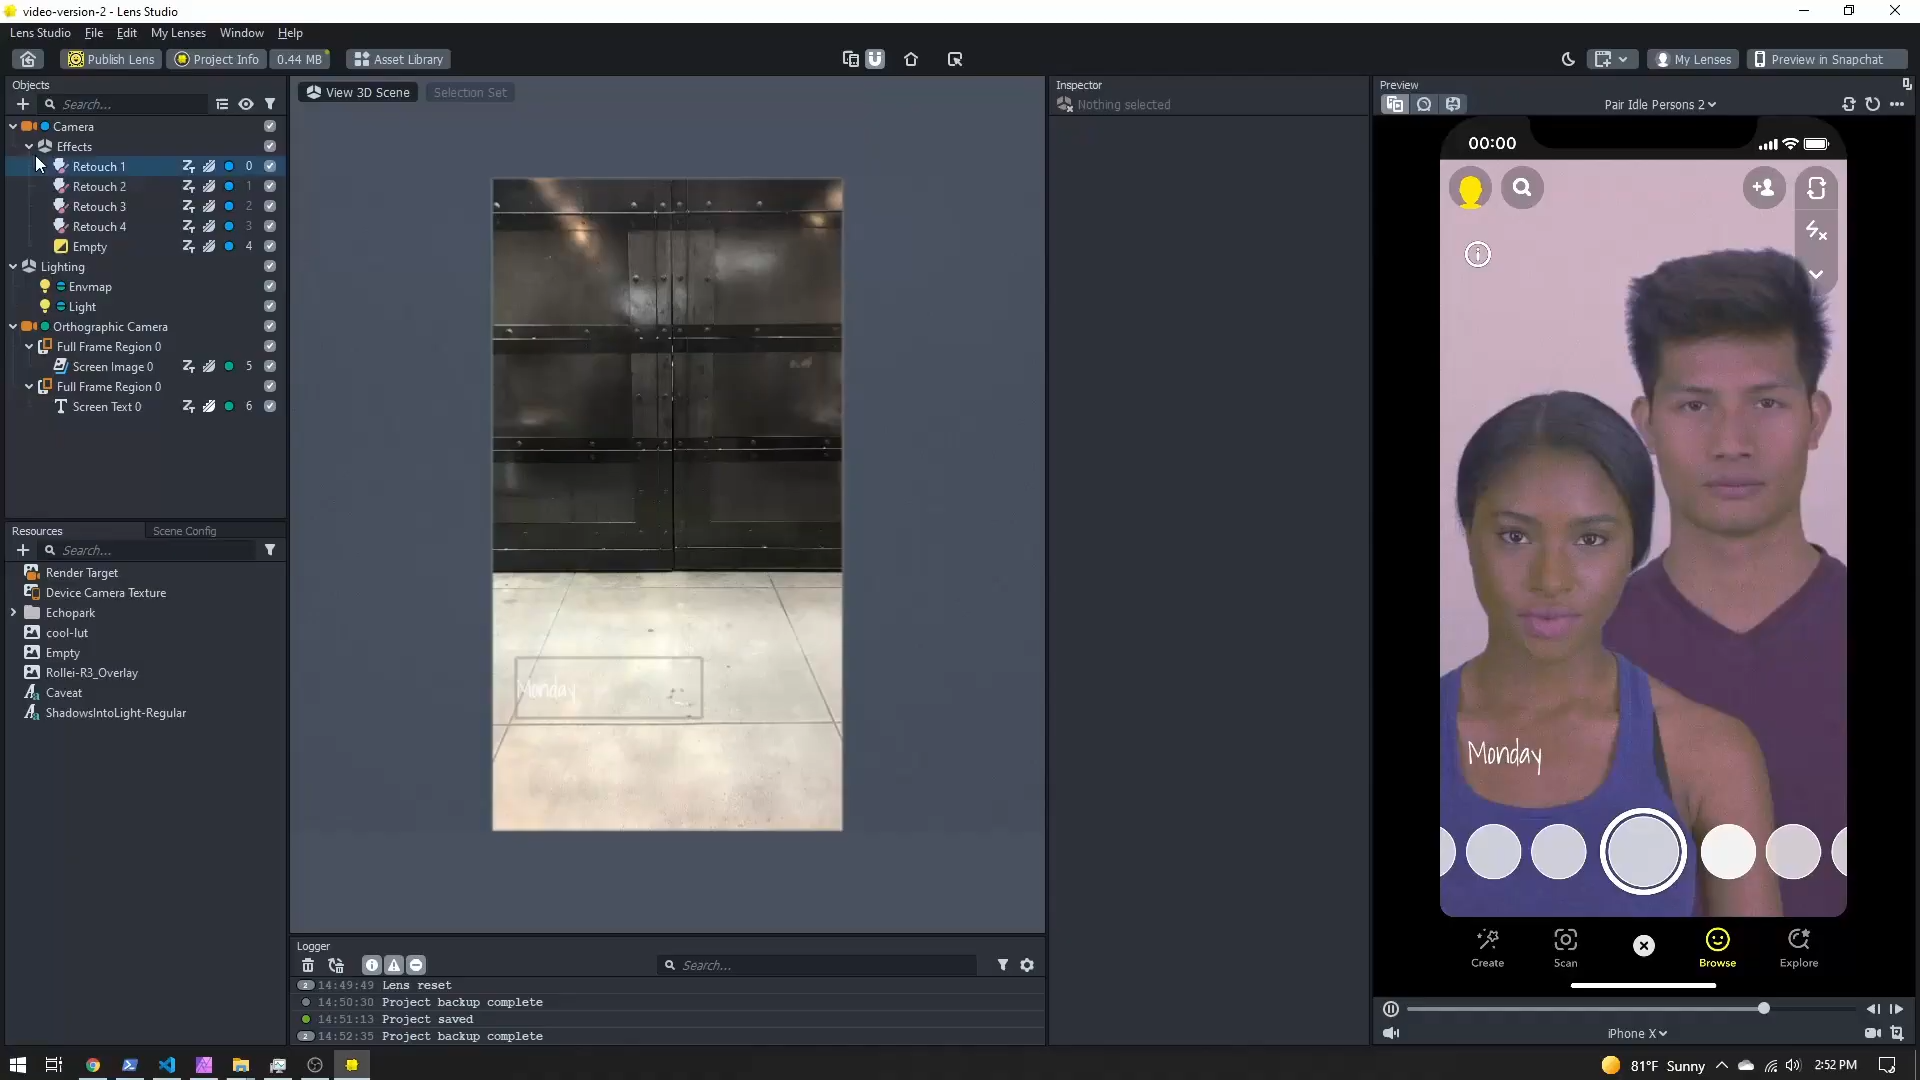 video-version-2 - Lens Studio
Lens Studio File Edit My Lenses Window Help
Publish Lens Project Info 0.44 MB Asset Library My Lenses Preview in Snapchat
Objects
Search...
Camera
Effects
Retouch 1 0
Retouch 2 1
Retouch 3 2
Retouch 4 3
Empty 4
Lighting
Envmap
Light
Orthographic Camera
Full Frame Region 0
Screen Image 0 5
Full Frame Region 0
Screen Text 0 6
Resources Scene Config
Search...
Render Target
Device Camera Texture
Echopark
cool-lut
Empty
Rollei-R3_Overlay
Caveat
ShadowsIntoLight-Regular
View 3D Scene Selection Set
Monday
Logger
Search...
2 14:49:49 Lens reset
14:50:30 Project backup complete
14:51:13 Project saved
2 14:52:35 Project backup complete
Inspector
Nothing selected
Preview
Pair Idle Persons 2
00:00
Monday
Create Scan Browse Explore
iPhone X
81°F Sunny 2:52 PM